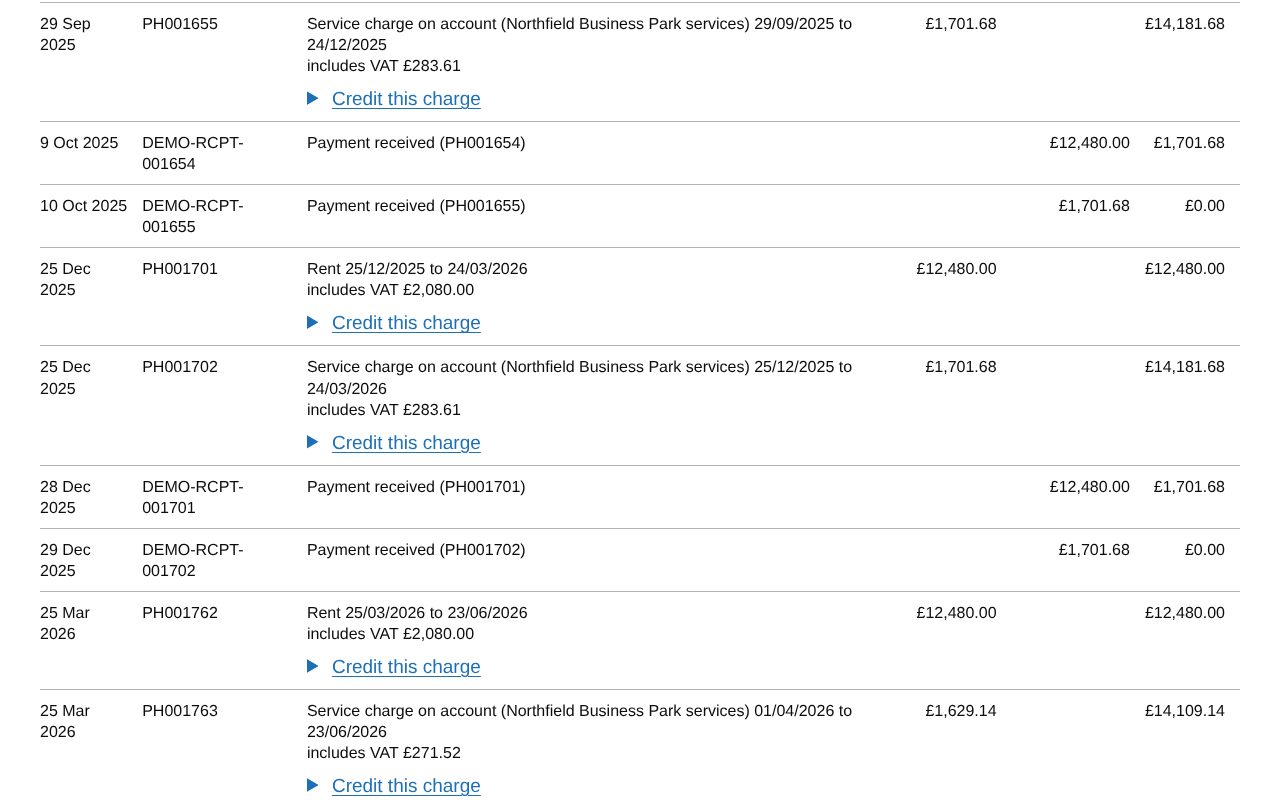 29 Sep 2025 PH001655 Service charge on account (Northfield Business Park services) 29/09/2025 to 24/12/2025 £1,701.68 £14,181.68
includes VAT £283.61
Credit this charge
9 Oct 2025 DEMO-RCPT-001654 Payment received (PH001654) £12,480.00 £1,701.68
10 Oct 2025 DEMO-RCPT-001655 Payment received (PH001655) £1,701.68 £0.00
25 Dec 2025 PH001701 Rent 25/12/2025 to 24/03/2026 £12,480.00 £12,480.00
includes VAT £2,080.00
Credit this charge
25 Dec 2025 PH001702 Service charge on account (Northfield Business Park services) 25/12/2025 to 24/03/2026 £1,701.68 £14,181.68
includes VAT £283.61
Credit this charge
28 Dec 2025 DEMO-RCPT-001701 Payment received (PH001701) £12,480.00 £1,701.68
29 Dec 2025 DEMO-RCPT-001702 Payment received (PH001702) £1,701.68 £0.00
25 Mar 2026 PH001762 Rent 25/03/2026 to 23/06/2026 £12,480.00 £12,480.00
includes VAT £2,080.00
Credit this charge
25 Mar 2026 PH001763 Service charge on account (Northfield Business Park services) 01/04/2026 to 23/06/2026 £1,629.14 £14,109.14
includes VAT £271.52
Credit this charge